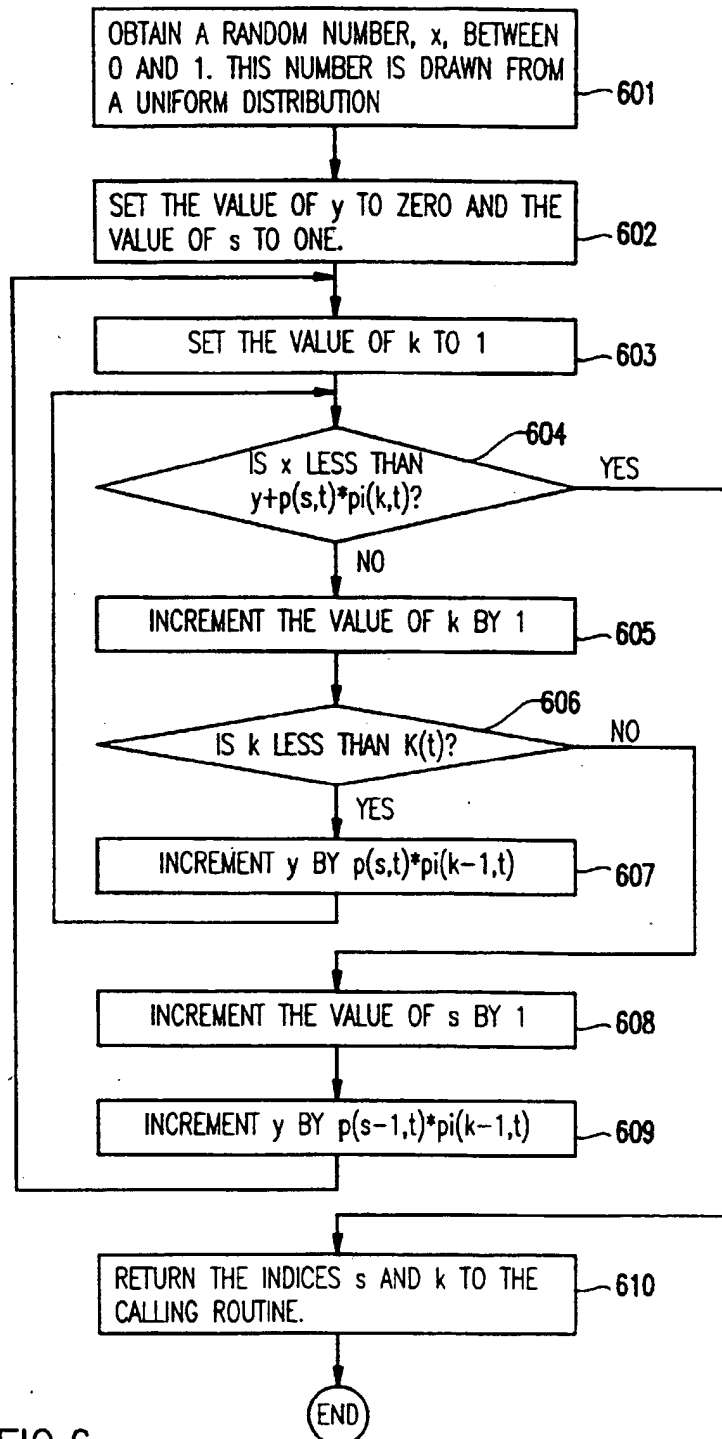 OBTAIN A RANDOM NUMBER, x, BETWEEN
0 AND 1. THIS NUMBER IS DRAWN FROM
A UNIFORM DISTRIBUTION
601
SET THE VALUE OF y TO ZERO AND THE
VALUE OF s TO ONE.
602
SET THE VALUE OF k TO 1
603
604
IS x LESS THAN
y+p(s,t)*pi(k,t)?
YES
NO
INCREMENT THE VALUE OF k BY 1
605
606
IS k LESS THAN K(t)?
NO
YES
INCREMENT y BY p(s,t)*pi(k-1,t)
607
INCREMENT THE VALUE OF s BY 1
608
INCREMENT y BY p(s-1,t)*pi(k-1,t)
609
RETURN THE INDICES s AND k TO THE
CALLING ROUTINE.
610
END
FIG.6